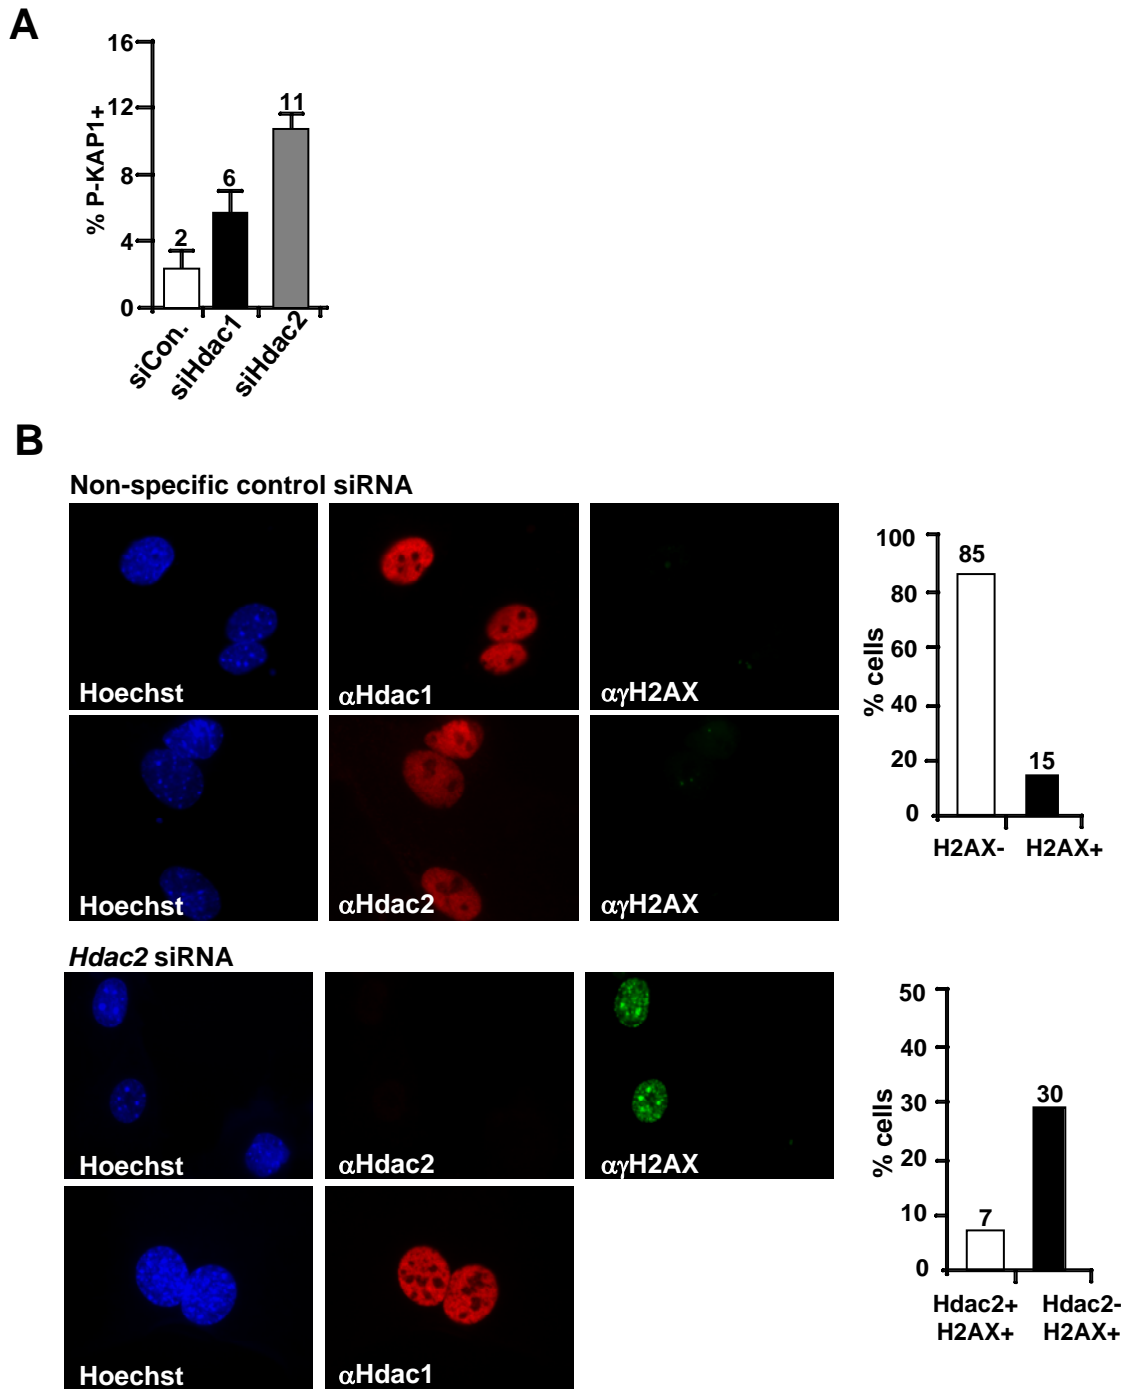 A
16
12
8
4
0
% P-KAP1+
2
6
11
siCon.
siHdac1
siHdac2
B
Non-specific control siRNA
Hoechst
αHdac1
αγH2AX
Hoechst
αHdac2
αγH2AX
100
80
60
40
20
0
% cells
85
15
H2AX-
H2AX+
Hdac2 siRNA
Hoechst
αHdac2
αγH2AX
Hoechst
αHdac1
50
40
30
20
10
0
% cells
7
30
Hdac2+
H2AX+
Hdac2-
H2AX+